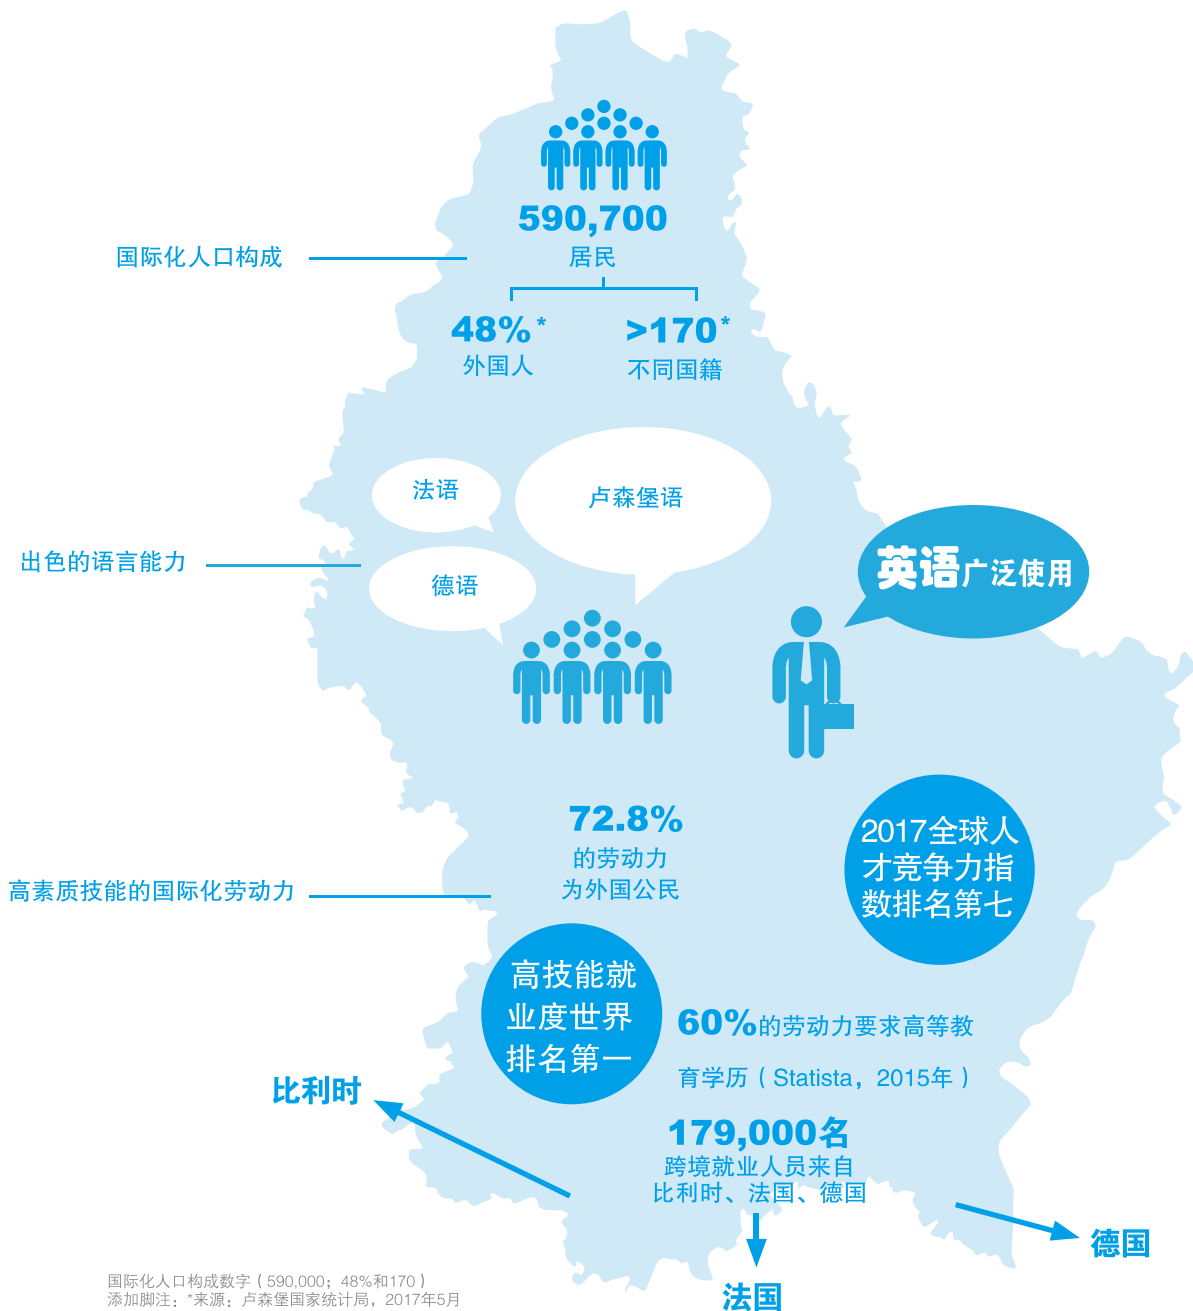 590,700
居民
国际化人口构成
48%*
外国人
>170*
不同国籍
法语
卢森堡语
德语
英语广泛使用
出色的语言能力
72.8%
的劳动力
为外国公民
2017全球人
才竞争力指
数排名第七
高素质技能的国际化劳动力
高技能就
业度世界
排名第一
60%的劳动力要求高等教
育学历（Statista，2015年）
179,000名
跨境就业人员来自
比利时、法国、德国
比利时
德国
法国
国际化人口构成数字（590,000；48%和170）
添加脚注：*来源：卢森堡国家统计局，2017年5月